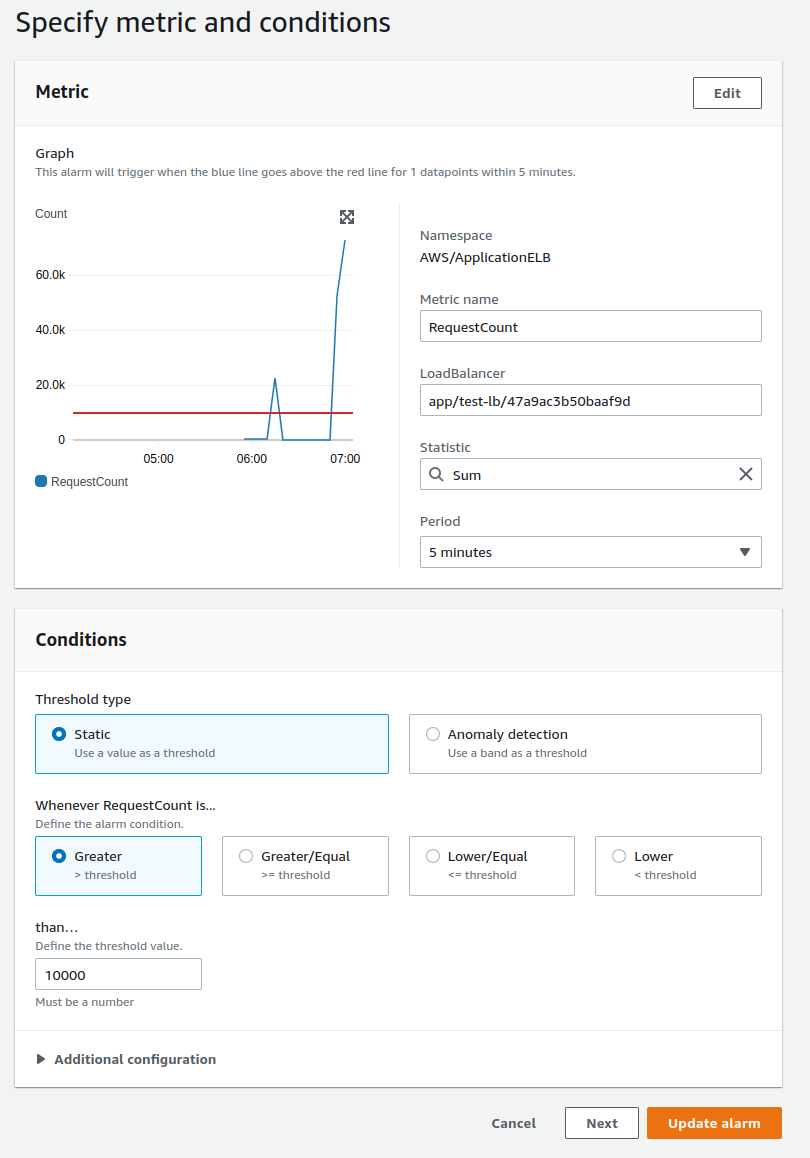 Specify metric and conditions
Metric
Edit
Graph
This alarm will trigger when the blue line goes above the red line for 1 datapoints within 5 minutes.
Count
60.0k
40.0k
20.0k
0
05:00 06:00 07:00
RequestCount
Namespace
AWS/ApplicationELB
Metric name
RequestCount
LoadBalancer
app/test-lb/47a9ac3b50baaf9d
Statistic
Sum
Period
5 minutes
Conditions
Threshold type
Static
Use a value as a threshold
Anomaly detection
Use a band as a threshold
Whenever RequestCount is...
Define the alarm condition.
Greater
> threshold
Greater/Equal
>= threshold
Lower/Equal
<= threshold
Lower
< threshold
than...
Define the threshold value.
10000
Must be a number
Additional configuration
Cancel
Next
Update alarm